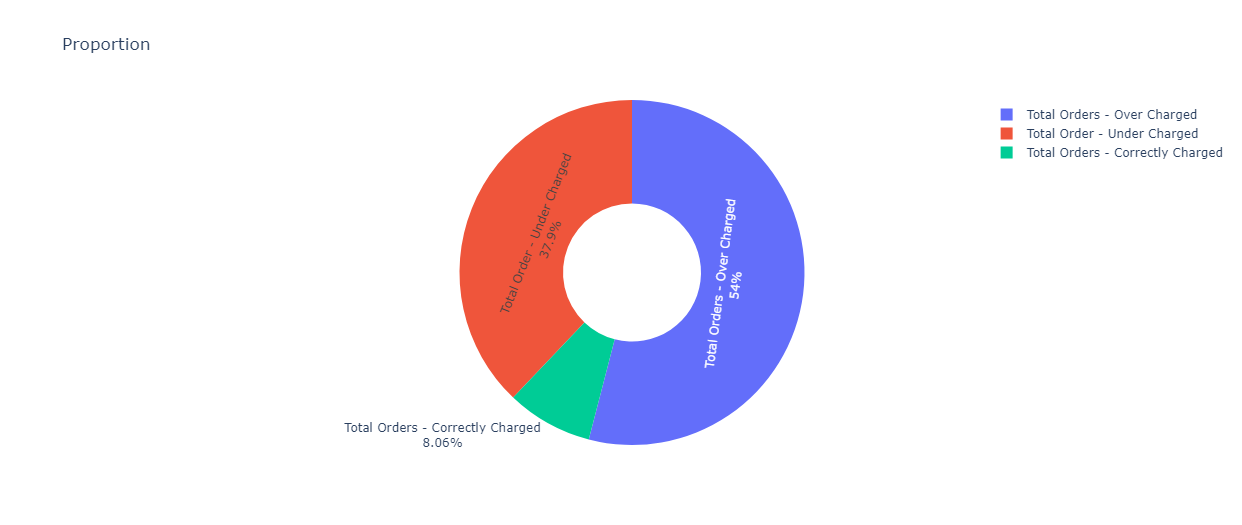 Proportion
Total Orders - Over Charged
Total Order - Under Charged
Total Orders - Correctly Charged
Total Order - Under Charged
37.9%
Total Orders - Over Charged
54%
Total Orders - Correctly Charged
8.06%